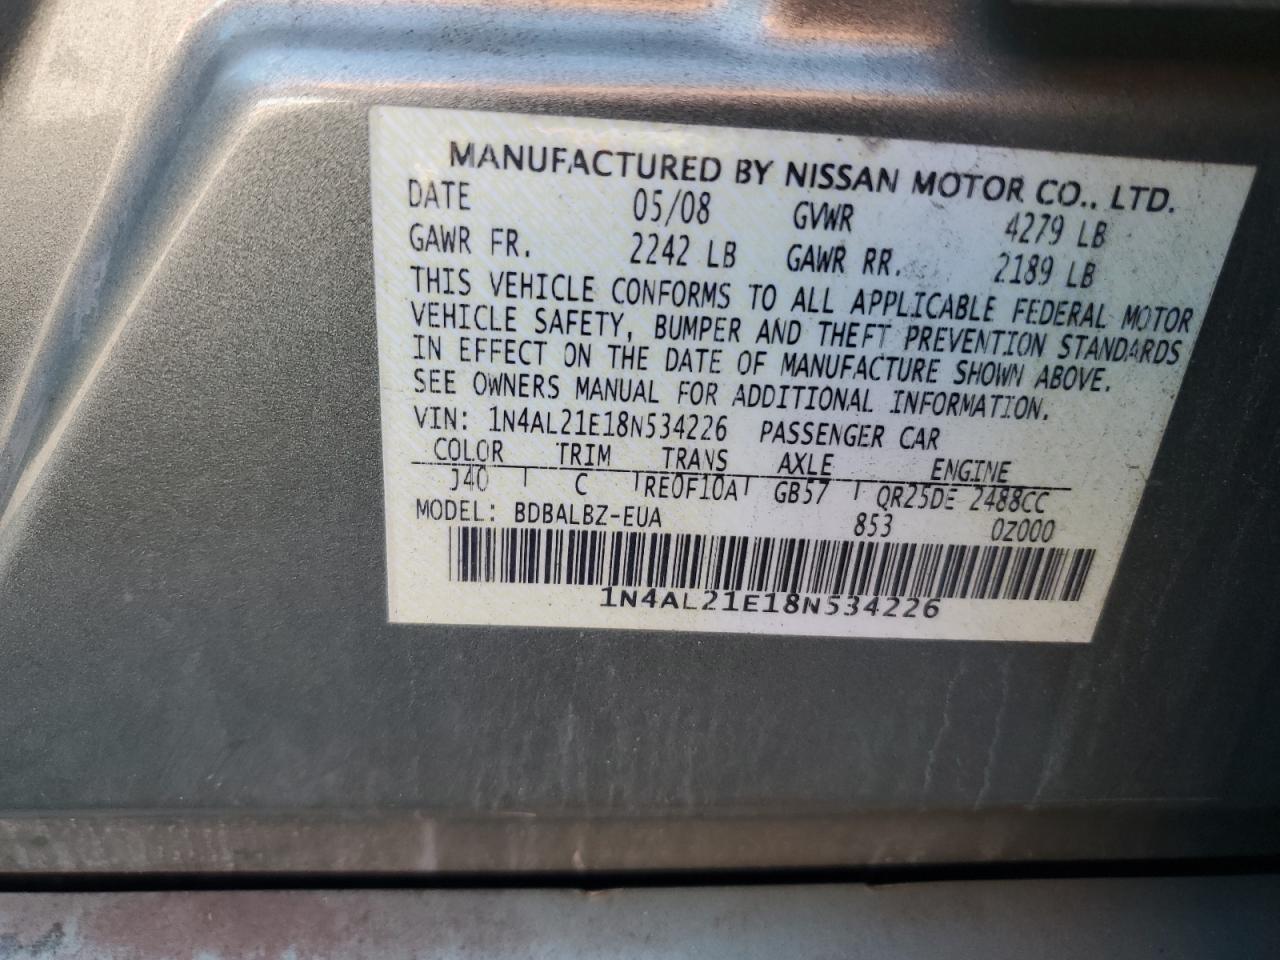 MANUFACTURED BY NISSAN MOTOR CO., LTD.
DATE 05/08 GVWR 4279 LB
GAWR FR. 2242 LB GAWR RR. 2189 LB
THIS VEHICLE CONFORMS TO ALL APPLICABLE FEDERAL MOTOR
VEHICLE SAFETY, BUMPER AND THEFT PREVENTION STANDARDS
IN EFFECT ON THE DATE OF MANUFACTURE SHOWN ABOVE.
SEE OWNERS MANUAL FOR ADDITIONAL INFORMATION.
VIN: 1N4AL21E18N534226 PASSENGER CAR
COLOR TRIM TRANS AXLE ENGINE
J40 C RE0F10A GB57 QR25DE 2488CC
MODEL: BDBALBZ-EUA 853 0Z000
1N4AL21E18N534226